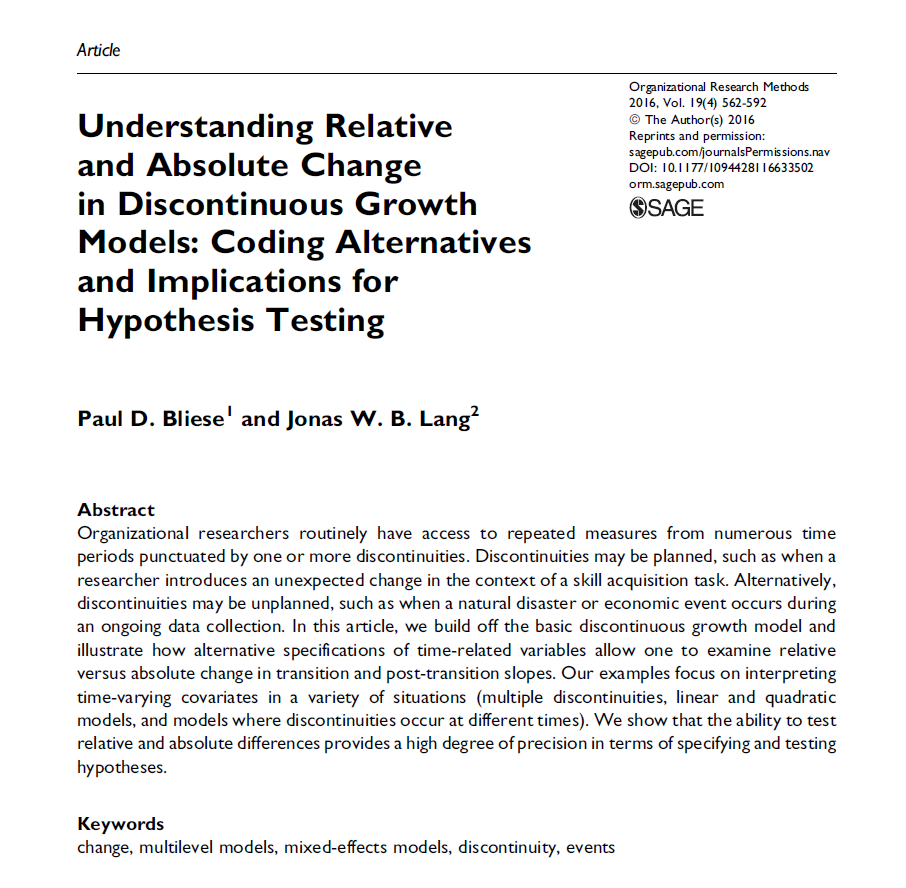 Article
Organizational Research Methods
2016, Vol. 19(4) 562-592
© The Author(s) 2016
Reprints and permission:
sagepub.com/journalsPermissions.nav
DOI: 10.1177/1094428116633502
orm.sagepub.com
SAGE
Understanding Relative
and Absolute Change
in Discontinuous Growth
Models: Coding Alternatives
and Implications for
Hypothesis Testing
Paul D. Bliese1 and Jonas W. B. Lang2
Abstract
Organizational researchers routinely have access to repeated measures from numerous time
periods punctuated by one or more discontinuities. Discontinuities may be planned, such as when a
researcher introduces an unexpected change in the context of a skill acquisition task. Alternatively,
discontinuities may be unplanned, such as when a natural disaster or economic event occurs during
an ongoing data collection. In this article, we build off the basic discontinuous growth model and
illustrate how alternative specifications of time-related variables allow one to examine relative
versus absolute change in transition and post-transition slopes. Our examples focus on interpreting
time-varying covariates in a variety of situations (multiple discontinuities, linear and quadratic
models, and models where discontinuities occur at different times). We show that the ability to test
relative and absolute differences provides a high degree of precision in terms of specifying and testing
hypotheses.
Keywords
change, multilevel models, mixed-effects models, discontinuity, events